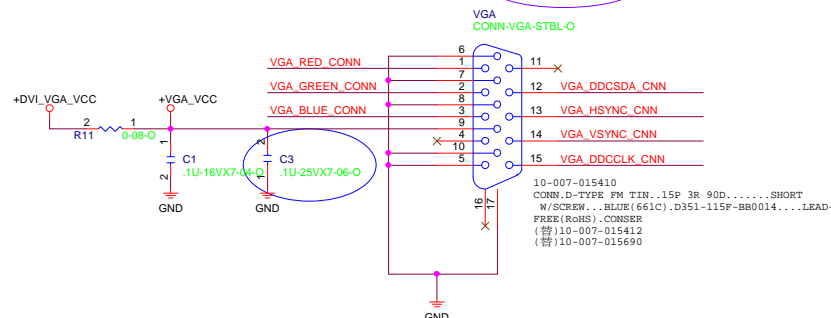 VGA
CONN-VGA-STBL-O
6
VGA_RED_CONN
1
11
7
+DVI_VGA_VCC
+VGA_VCC
VGA_GREEN_CONN
2
12
VGA_DDCSDA_CNN
8
VGA_BLUE_CONN
3
13
VGA_HSYNC_CNN
2
1
9
R11
0-08-O
4
14
VGA_VSYNC_CNN
1
2
10
C1
C3
5
15
VGA_DDCCLK_CNN
.1U-16VX7-04-O
.1U-25VX7-06-O
2
1
GND
GND
16
17
10-007-015410
CONN.D-TYPE FM TIN..15P 3R 90D.......SHORT
W/SCREW...BLUE(661C).D351-115F-BB0014....LEAD-
FREE(RoHS).CONSER
(替)10-007-015412
(替)10-007-015690
GND